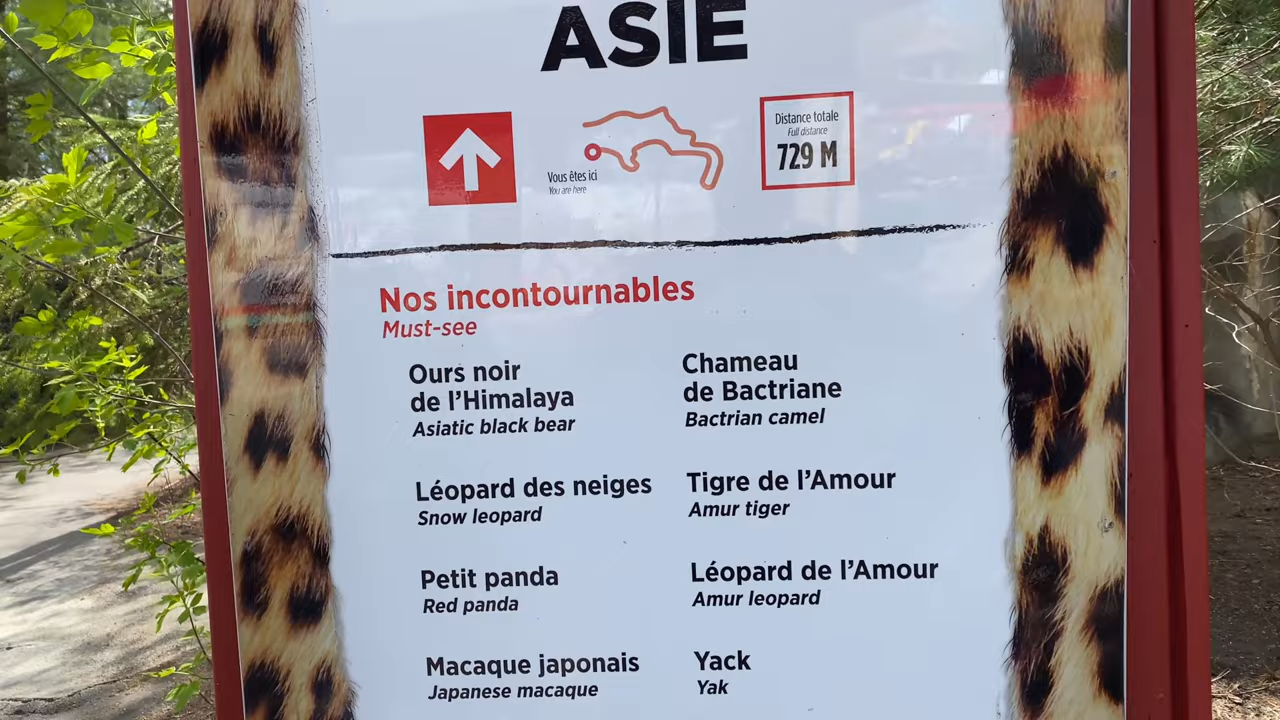 ASIE
Vous êtes ici
You are here
Distance totale
Full distance
729 M
Nos incontournables
Must-see
Ours noir
de l'Himalaya
Asiatic black bear
Chameau
de Bactriane
Bactrian camel
Léopard des neiges
Snow leopard
Tigre de l'Amour
Amur tiger
Petit panda
Red panda
Léopard de l'Amour
Amur leopard
Macaque japonais
Japanese macaque
Yack
Yak